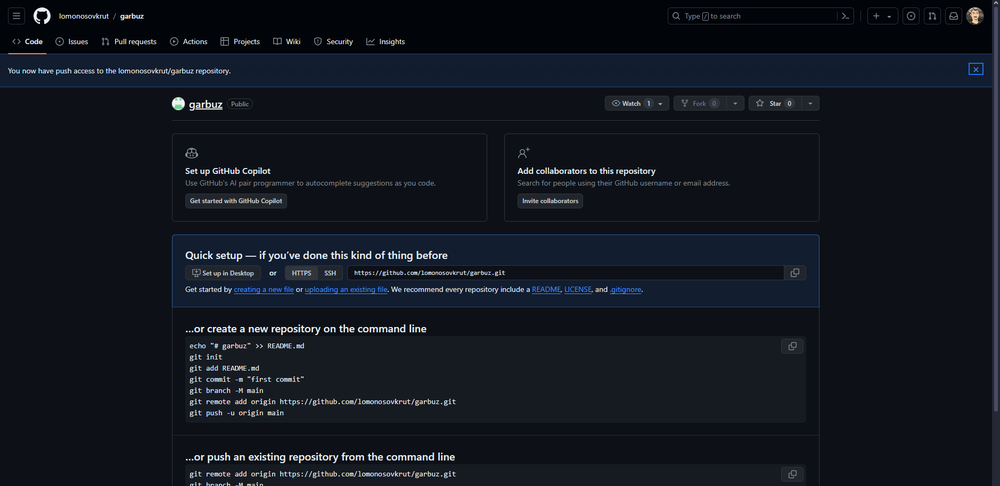 lomonosovkrut / garbuz
Type / to search
Code Issues Pull requests Actions Projects Wiki Security Insights
You now have push access to the lomonosovkrut/garbuz repository.
garbuz Public
Watch 1 Fork 0 Star 0
Set up GitHub Copilot
Use GitHub's AI pair programmer to autocomplete suggestions as you code.
Get started with GitHub Copilot
Add collaborators to this repository
Search for people using their GitHub username or email address.
Invite collaborators
Quick setup — if you’ve done this kind of thing before
Set up in Desktop or HTTPS SSH https://github.com/lomonosovkrut/garbuz.git
Get started by creating a new file or uploading an existing file. We recommend every repository include a README, LICENSE, and .gitignore.
…or create a new repository on the command line
echo "# garbuz" >> README.md
git init
git add README.md
git commit -m "first commit"
git branch -M main
git remote add origin https://github.com/lomonosovkrut/garbuz.git
git push -u origin main
…or push an existing repository from the command line
git remote add origin https://github.com/lomonosovkrut/garbuz.git
git branch -M main